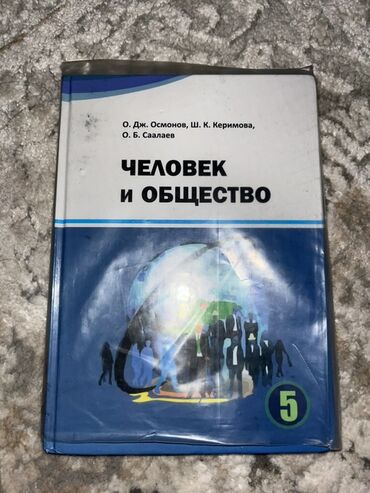 О. Дж. Осмонов, Ш. К. Керимова,
О. Б. Саалаев
ЧЕЛОВЕК
и ОБЩЕСТВО
5